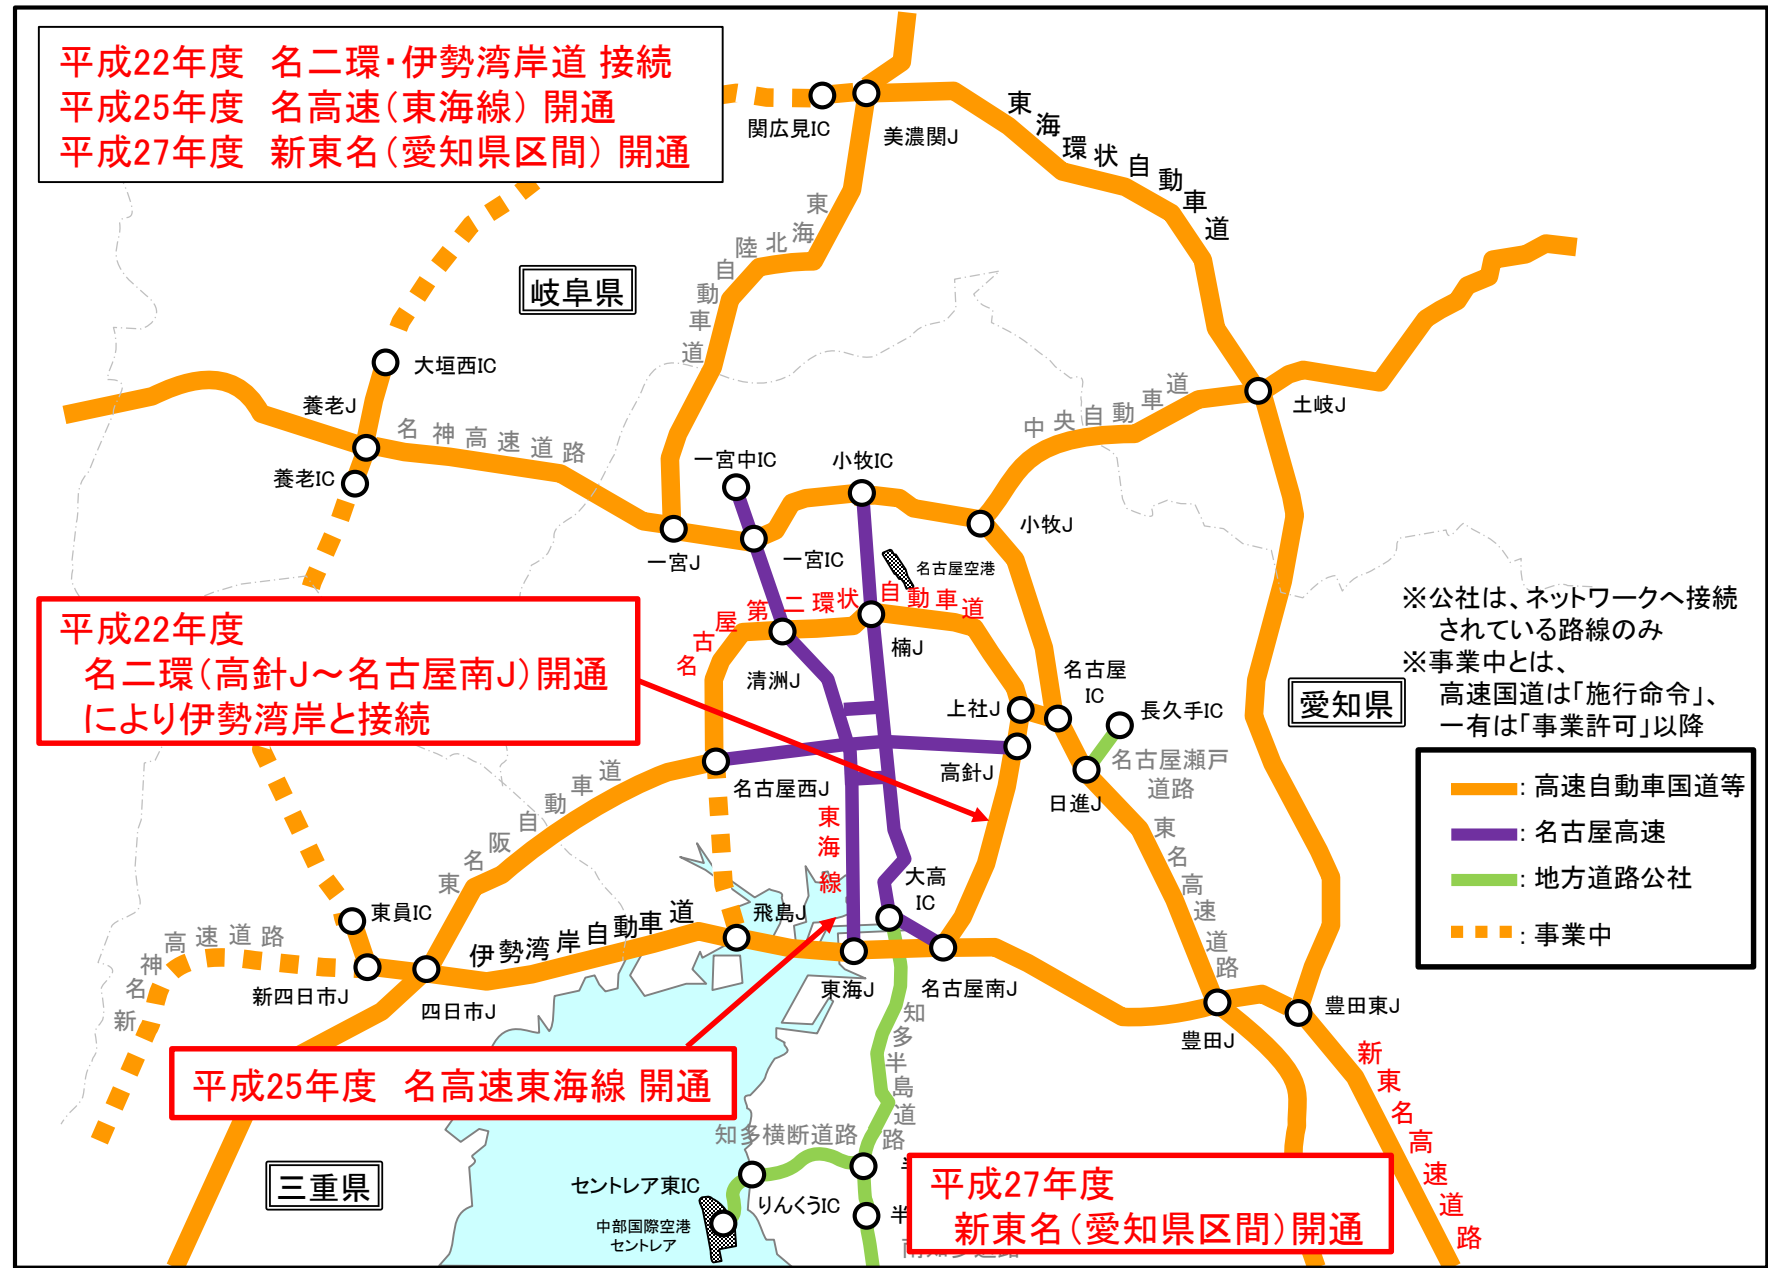 平成22年度　名二環・伊勢湾岸道 接続
平成25年度　名高速（東海線） 開通
平成27年度　新東名（愛知県区間） 開通
関広見IC
美濃関J
東海環状自動車道
東海北陸自動車道
岐阜県
大垣西IC
養老J
養老IC
名神高速道路
一宮中IC
小牧IC
中央自動車道
土岐J
一宮J
一宮IC
小牧J
名古屋空港
名古屋第二環状自動車道
平成22年度
名二環（高針J～名古屋南J）開通
により伊勢湾岸と接続
清洲J
楠J
上社J
名古屋
IC
長久手IC
愛知県
※公社は、ネットワークへ接続
されている路線のみ
※事業中とは、
高速国道は「施行命令」、
一有は「事業許可」以降
：高速自動車国道等
：名古屋高速
：地方道路公社
：事業中
名古屋西J
高針J
日進J
名古屋瀬戸
道路
東名阪自動車道
東海線
東名高速道路
大高
IC
東員IC
飛島J
伊勢湾岸自動車道
新名神高速道路
新四日市J
四日市J
東海J
名古屋南J
豊田J
豊田東J
新東名高速道路
知多半島道路
平成25年度　名高速東海線 開通
知多横断道路
三重県
セントレア東IC
りんくうIC
中部国際空港
セントレア
半
平成27年度
新東名（愛知県区間）開通